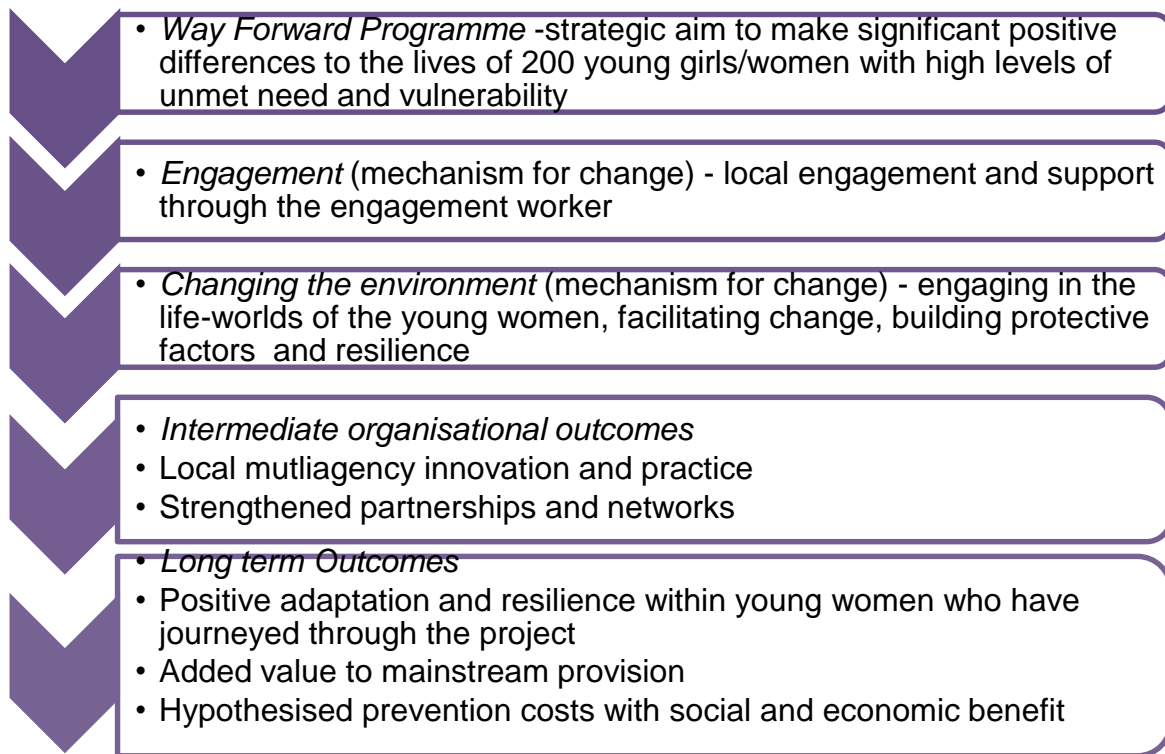 • Way Forward Programme -strategic aim to make significant positive
differences to the lives of 200 young girls/women with high levels of
unmet need and vulnerability
• Engagement (mechanism for change) - local engagement and support
through the engagement worker
• Changing the environment (mechanism for change) - engaging in the
life-worlds of the young women, facilitating change, building protective
factors and resilience
• Intermediate organisational outcomes
• Local mutliagency innovation and practice
• Strengthened partnerships and networks
• Long term Outcomes
• Positive adaptation and resilience within young women who have
journeyed through the project
• Added value to mainstream provision
• Hypothesised prevention costs with social and economic benefit